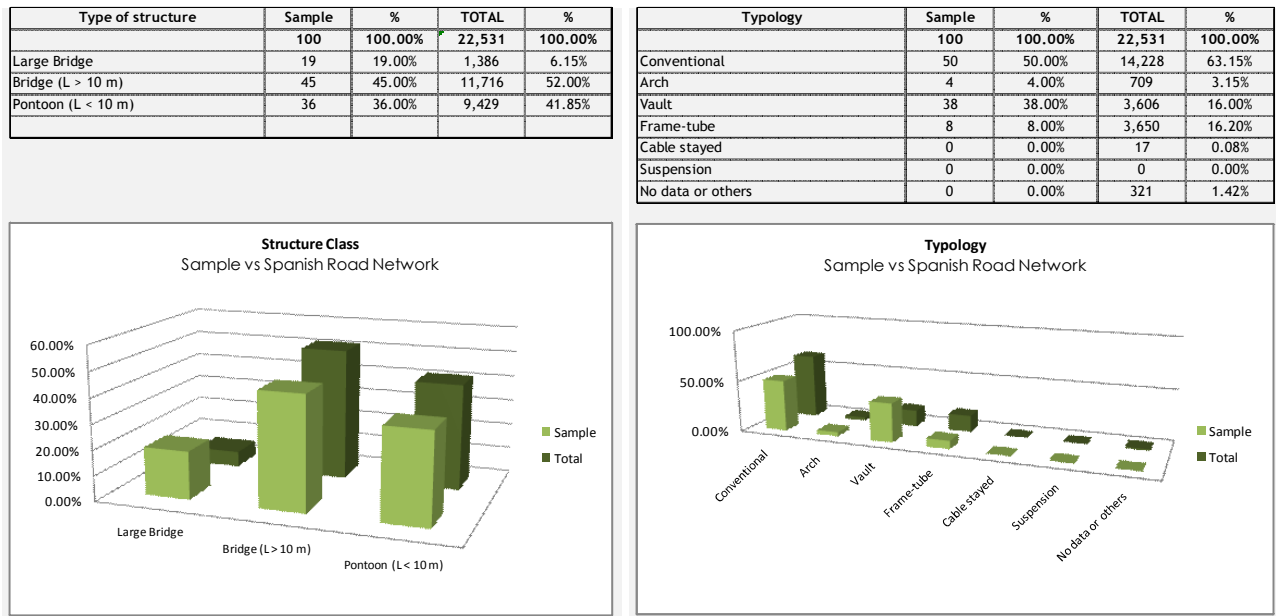 Type of structure Sample % TOTAL %
100 100.00% 22,531 100.00%
Large Bridge 19 19.00% 1,386 6.15%
Bridge (L > 10 m) 45 45.00% 11,716 52.00%
Pontoon (L < 10 m) 36 36.00% 9,429 41.85%
Typology Sample % TOTAL %
100 100.00% 22,531 100.00%
Conventional 50 50.00% 14,228 63.15%
Arch 4 4.00% 709 3.15%
Vault 38 38.00% 3,606 16.00%
Frame-tube 8 8.00% 3,650 16.20%
Cable stayed 0 0.00% 17 0.08%
Suspension 0 0.00% 0 0.00%
No data or others 0 0.00% 321 1.42%
Structure Class
Sample vs Spanish Road Network
60.00%
50.00%
40.00%
30.00%
20.00%
10.00%
0.00%
Large Bridge
Bridge (L > 10 m)
Pontoon (L < 10 m)
Sample
Total
Typology
Sample vs Spanish Road Network
100.00%
50.00%
0.00%
Conventional
Arch
Vault
Frame-tube
Cable stayed
Suspension
No data or others
Sample
Total